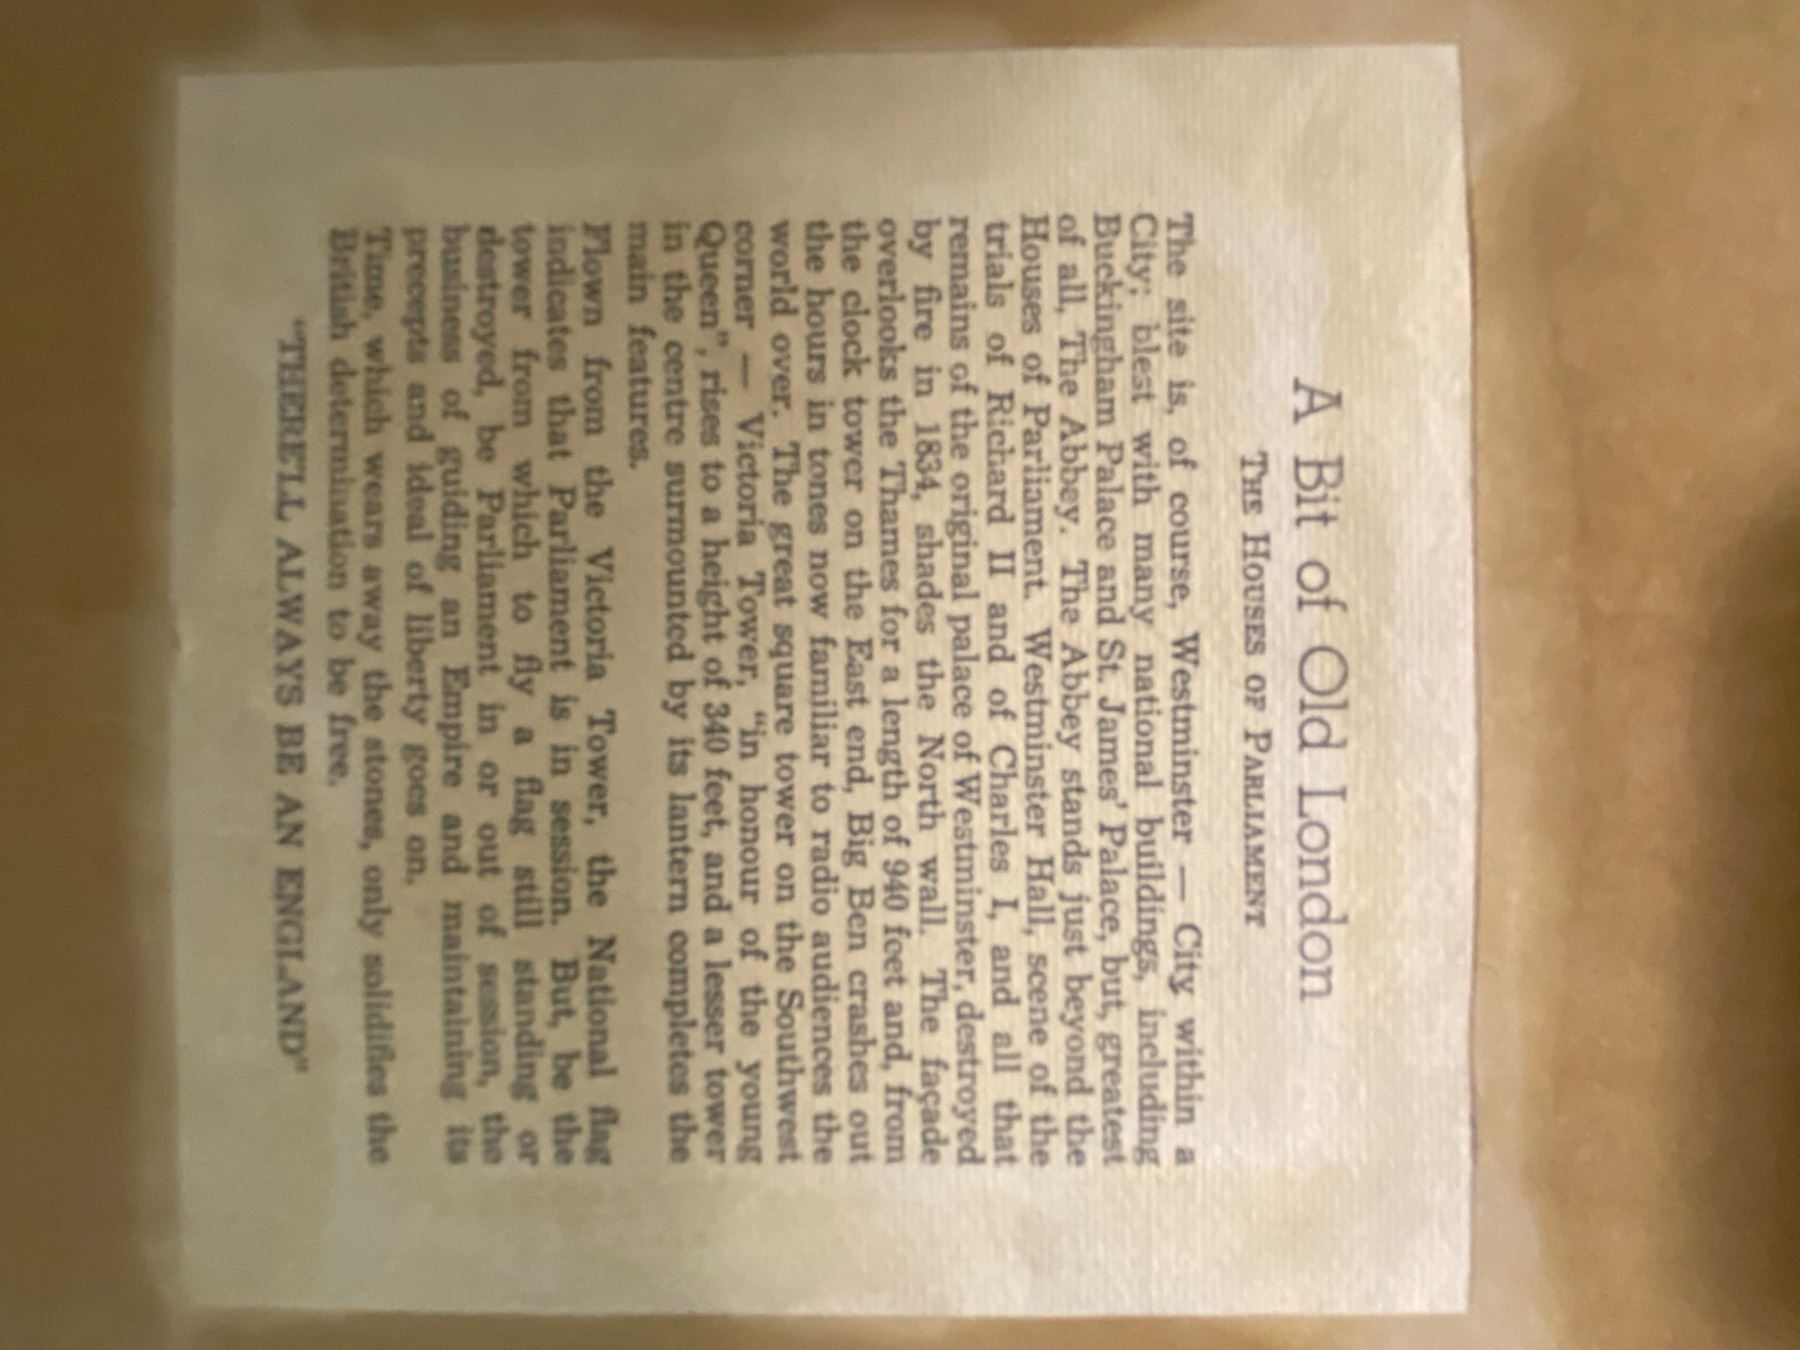 A Bit of Old London
THE HOUSES OF PARLIAMENT
The site is, of course, Westminster — City within a
City; blest with many national buildings, including
Buckingham Palace and St. James' Palace, but, greatest
of all, The Abbey. The Abbey stands just beyond the
Houses of Parliament. Westminster Hall, scene of the
trials of Richard II and of Charles I, and all that
remains of the original palace of Westminster, destroyed
by fire in 1834, shades the North wall. The façade
overlooks the Thames for a length of 940 feet and, from
the clock tower on the East end, Big Ben crashes out
the hours in tones now familiar to radio audiences the
world over. The great square tower on the Southwest
corner — Victoria Tower, "in honour of the young
Queen", rises to a height of 340 feet, and a lesser tower
in the centre surmounted by its lantern completes the
main features.
Flown from the Victoria Tower, the National flag
indicates that Parliament is in session. But, be the
tower from which to fly a flag still standing or
destroyed, be Parliament in or out of session, the
business of guiding an Empire and maintaining its
precepts and ideal of liberty goes on.
Time, which wears away the stones, only solidifies the
British determination to be free.
"THERE'LL ALWAYS BE AN ENGLAND"